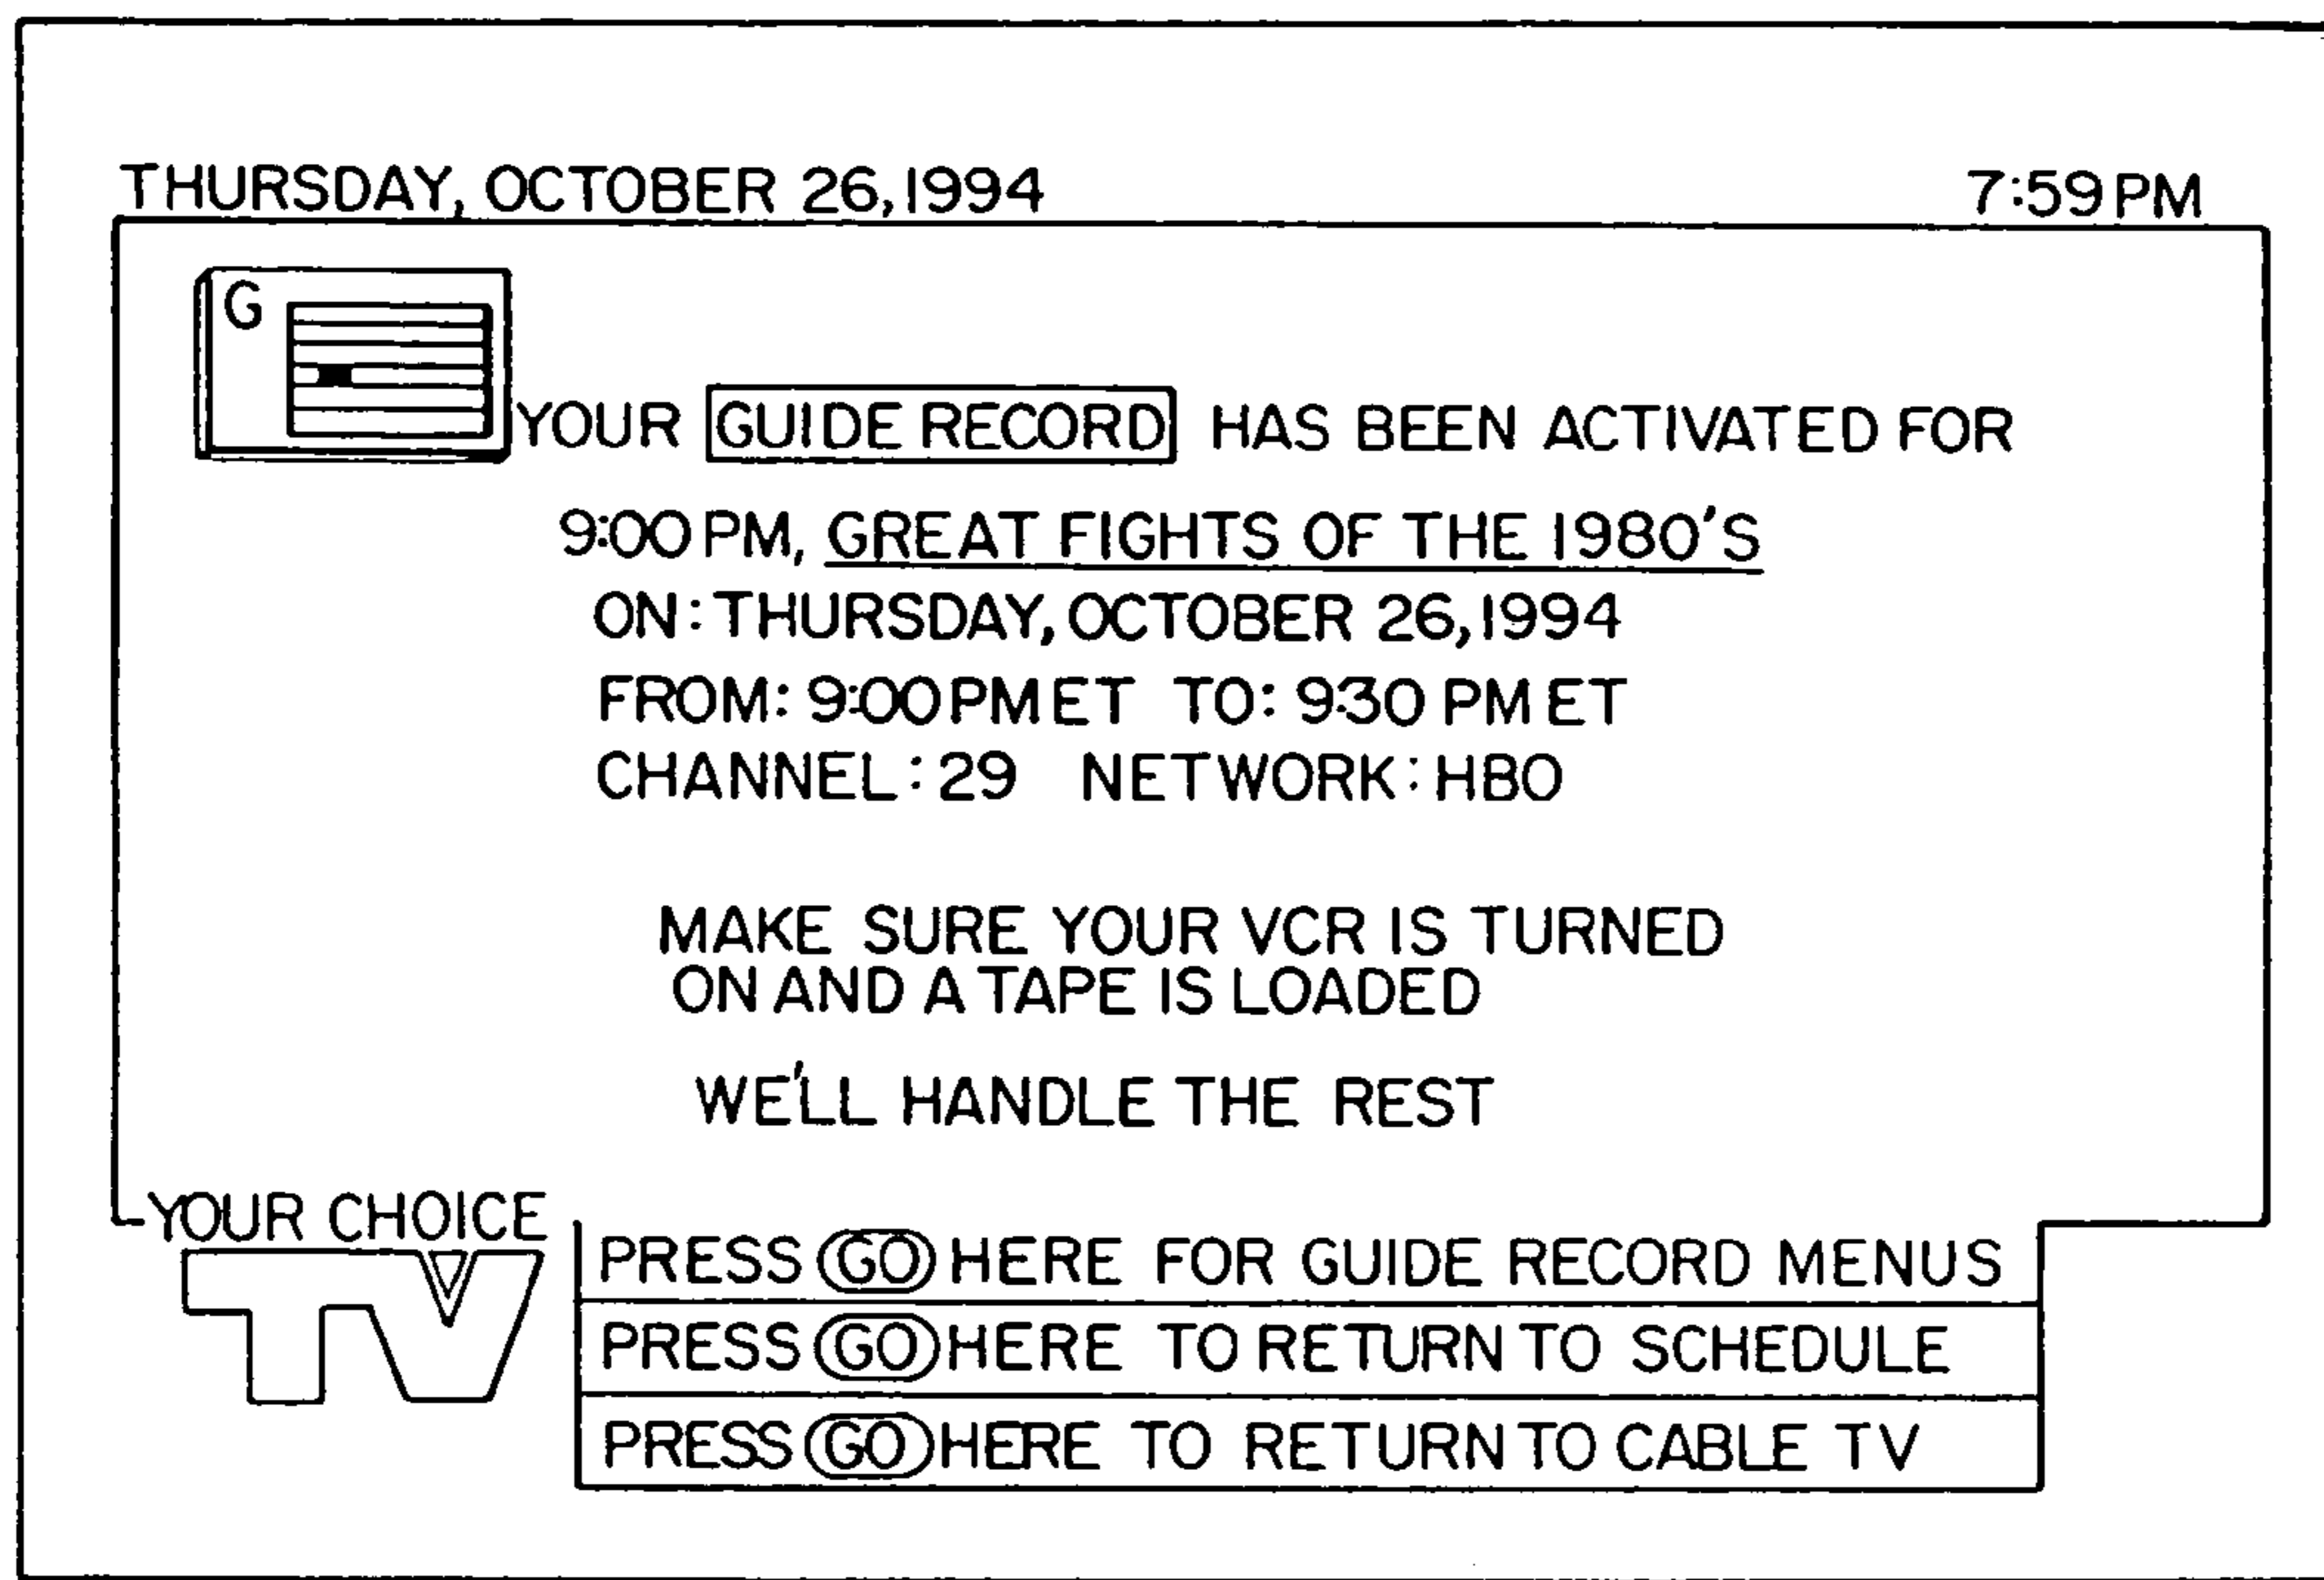 THURSDAY, OCTOBER 26, 1994 7:59 PM
G
YOUR GUIDE RECORD HAS BEEN ACTIVATED FOR
9:00 PM, GREAT FIGHTS OF THE 1980'S
ON: THURSDAY, OCTOBER 26, 1994
FROM: 9:00 PM ET TO: 9:30 PM ET
CHANNEL: 29 NETWORK: HBO
MAKE SURE YOUR VCR IS TURNED
ON AND A TAPE IS LOADED
WE'LL HANDLE THE REST
YOUR CHOICE
TV
PRESS GO HERE FOR GUIDE RECORD MENUS
PRESS GO HERE TO RETURN TO SCHEDULE
PRESS GO HERE TO RETURN TO CABLE TV